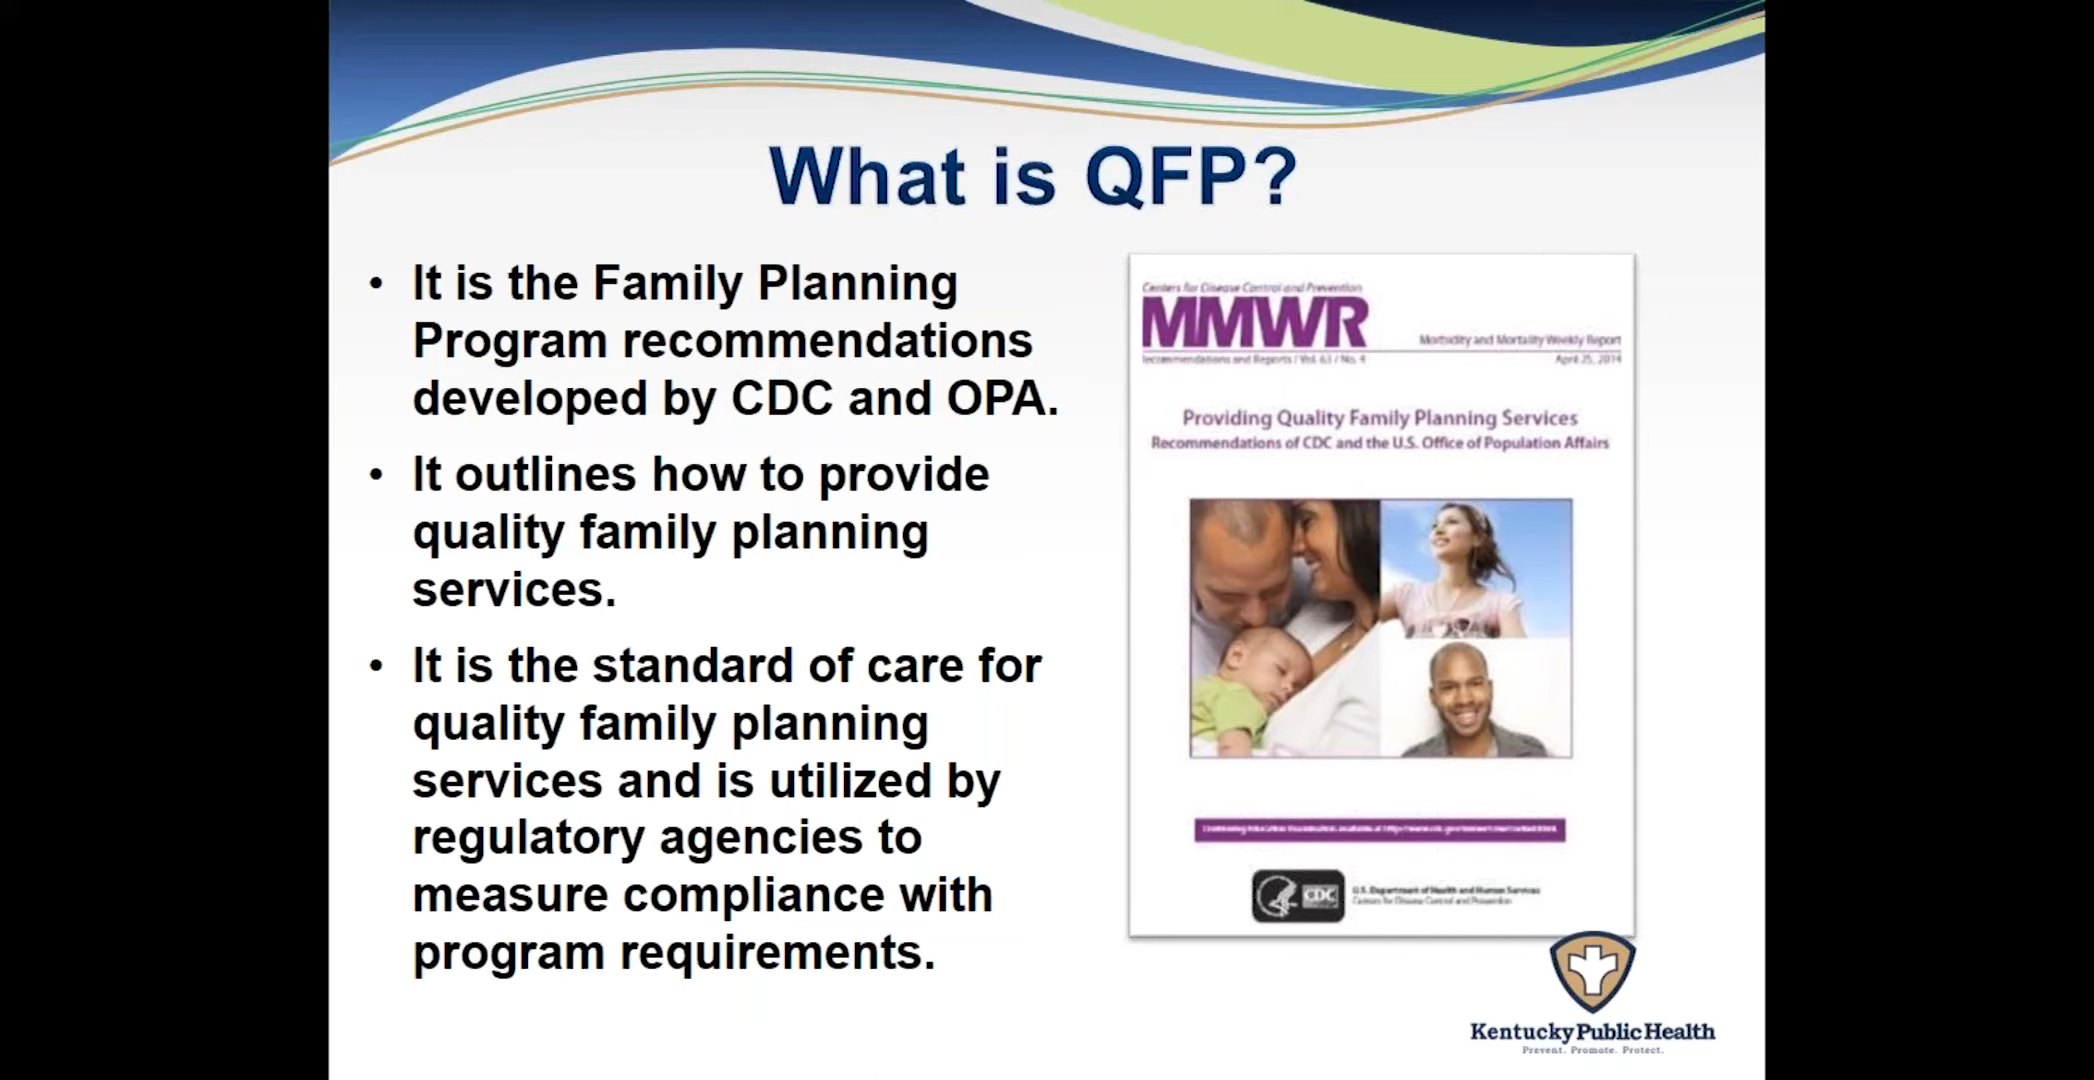 What is QFP?
• It is the Family Planning
Program recommendations
developed by CDC and OPA.
• It outlines how to provide
quality family planning
services.
• It is the standard of care for
quality family planning
services and is utilized by
regulatory agencies to
measure compliance with
program requirements.
Centers for Disease Control and Prevention
MMWR
Morbidity and Mortality Weekly Report
Recommendations and Reports / Vol. 63 / No. 4
April 25, 2014
Providing Quality Family Planning Services
Recommendations of CDC and the U.S. Office of Population Affairs
CDC
U.S. Department of Health and Human Services
Centers for Disease Control and Prevention
Kentucky Public Health
Prevent. Promote. Protect.